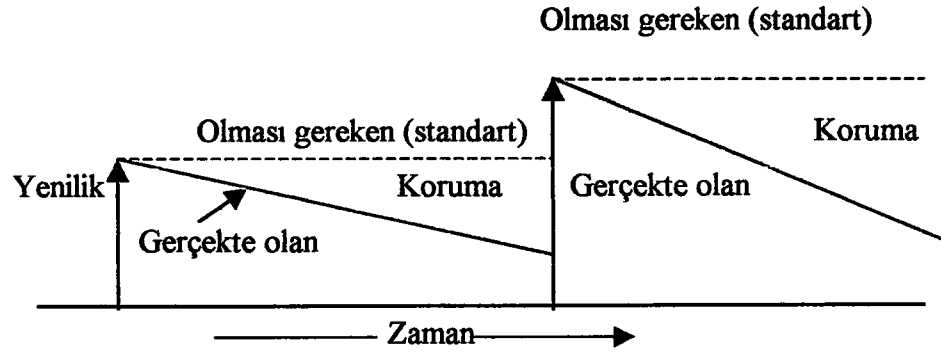 Olması gereken (standart)
Olması gereken (standart)
Koruma
Yenilik
Koruma
Gerçekte olan
Gerçekte olan
Zaman